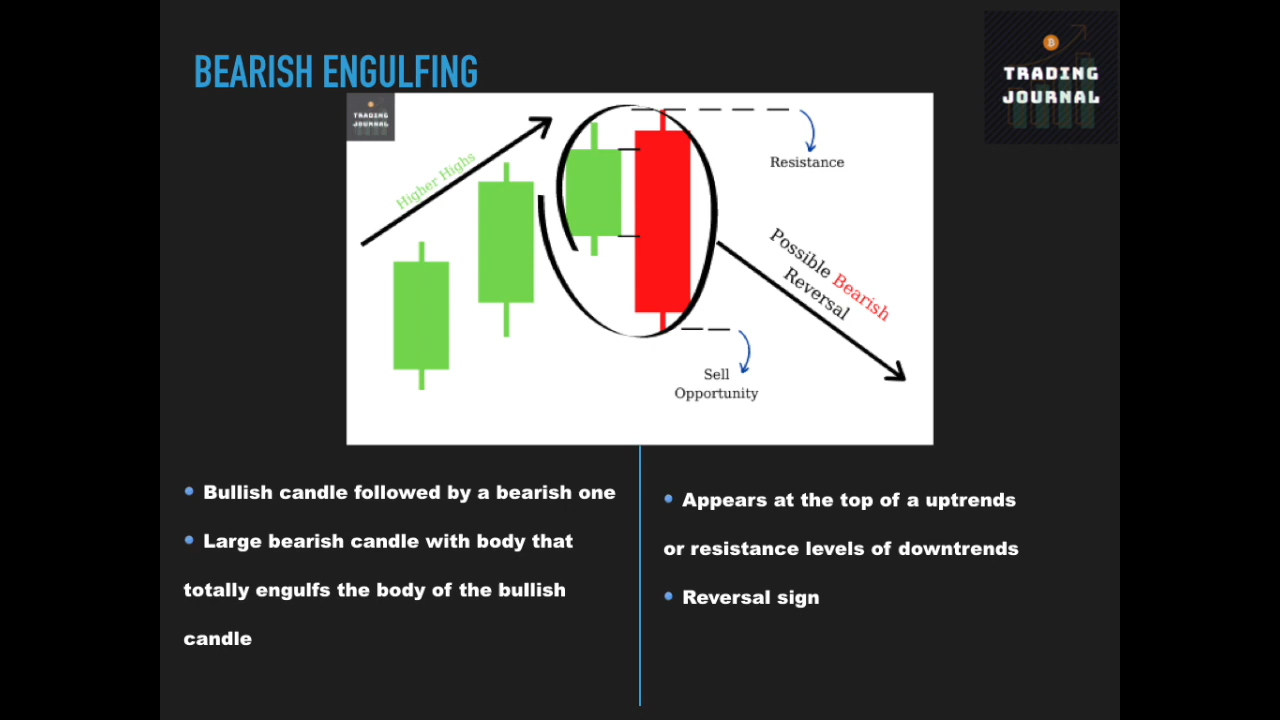 BEARISH ENGULFING
TRADING
JOURNAL
TRADING
JOURNAL
Higher Highs
Resistance
Possible Bearish
Reversal
Sell
Opportunity
• Bullish candle followed by a bearish one
• Large bearish candle with body that
totally engulfs the body of the bullish
candle
• Appears at the top of a uptrends
or resistance levels of downtrends
• Reversal sign